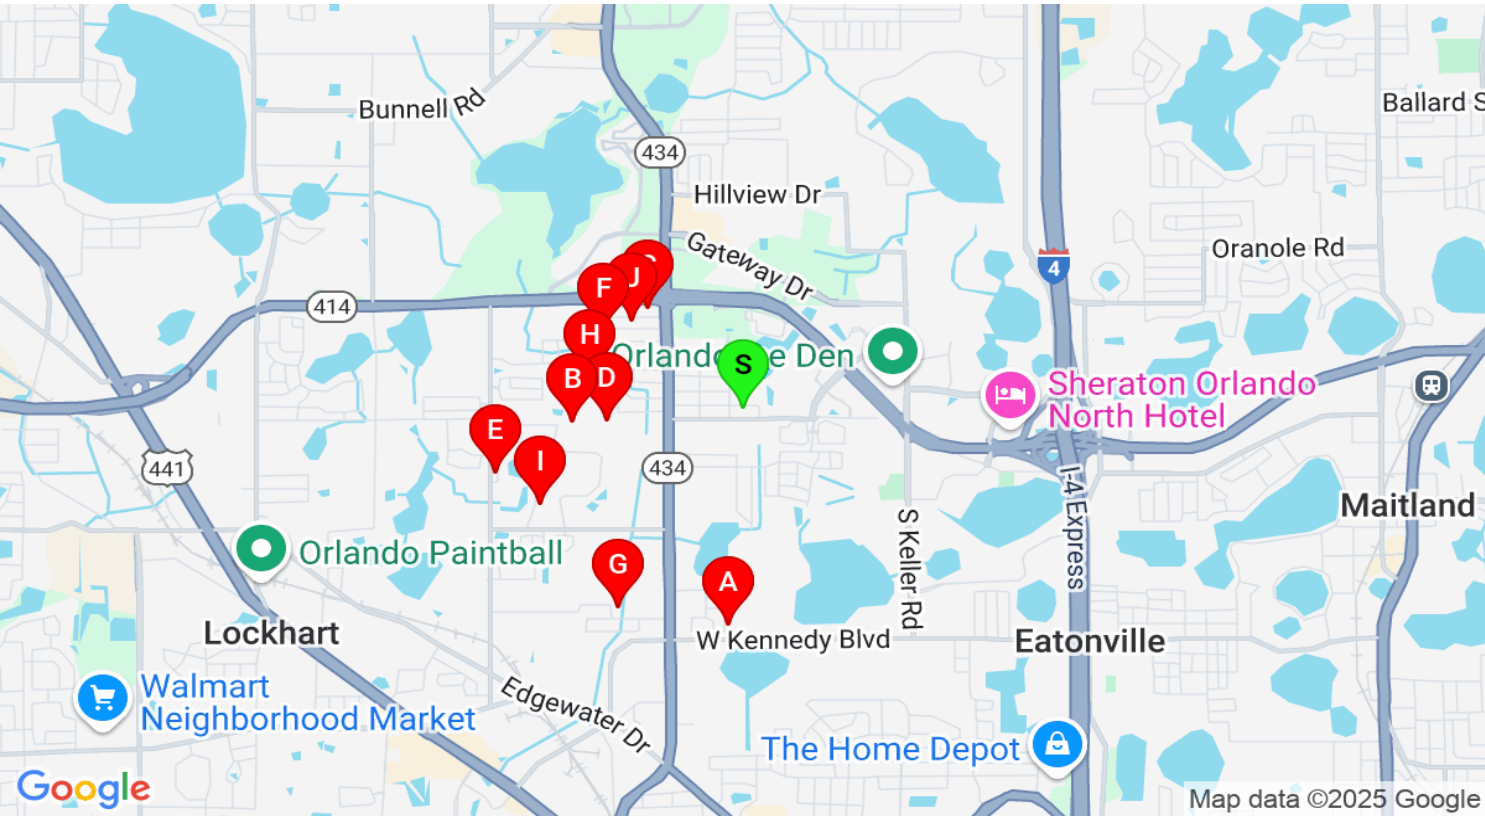 Bunnell Rd
Ballard S
434
Hillview Dr
Gateway Dr
Oranole Rd
4
414
J
F
H
S
B
D
Sheraton Orlando
North Hotel
E
I
441
434
I-4 Express
Maitland
S Keller Rd
Orlando Paintball
G
A
Lockhart
W Kennedy Blvd
Eatonville
Walmart
Neighborhood Market
Edgewater Dr
The Home Depot
Google
Map data ©2025 Google
Orlando
e Den